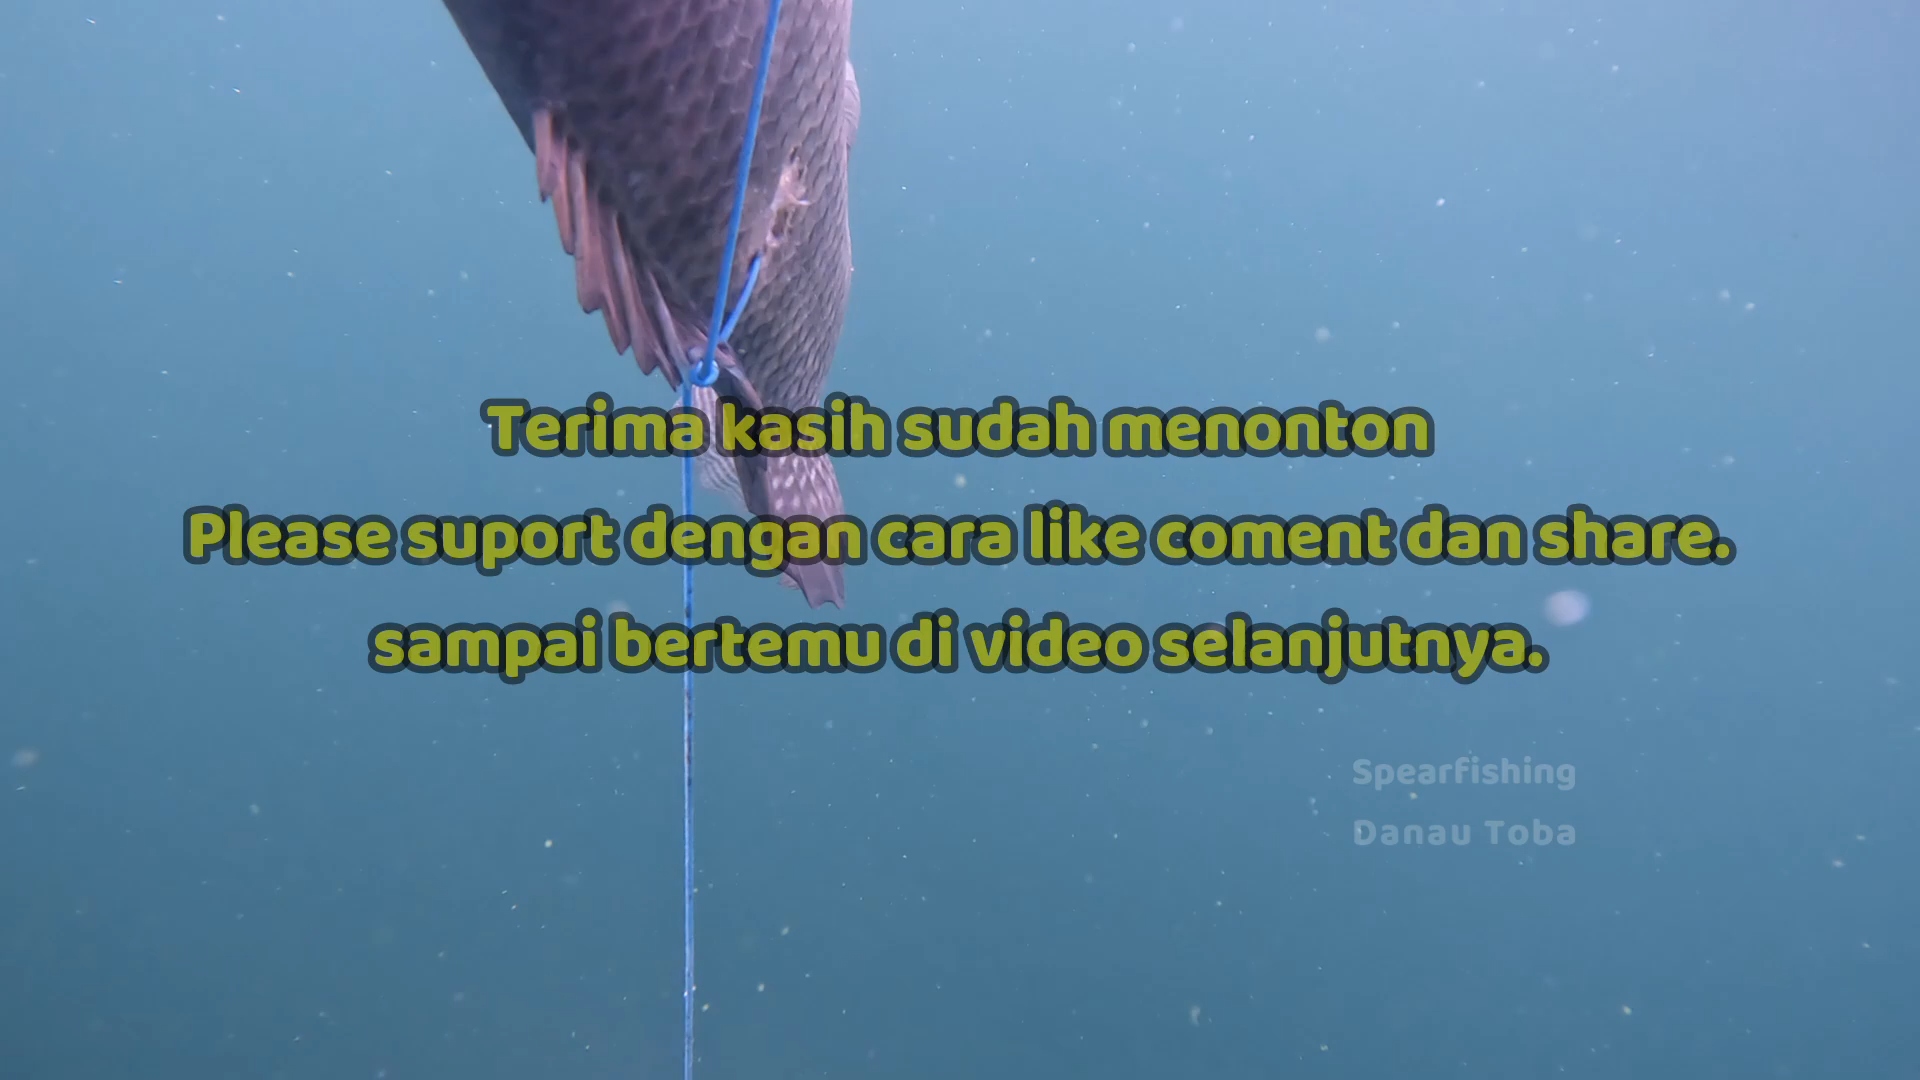 Terima kasih sudah menonton
Please suport dengan cara like coment dan share.
sampai bertemu di video selanjutnya.
Spearfishing
Danau Toba